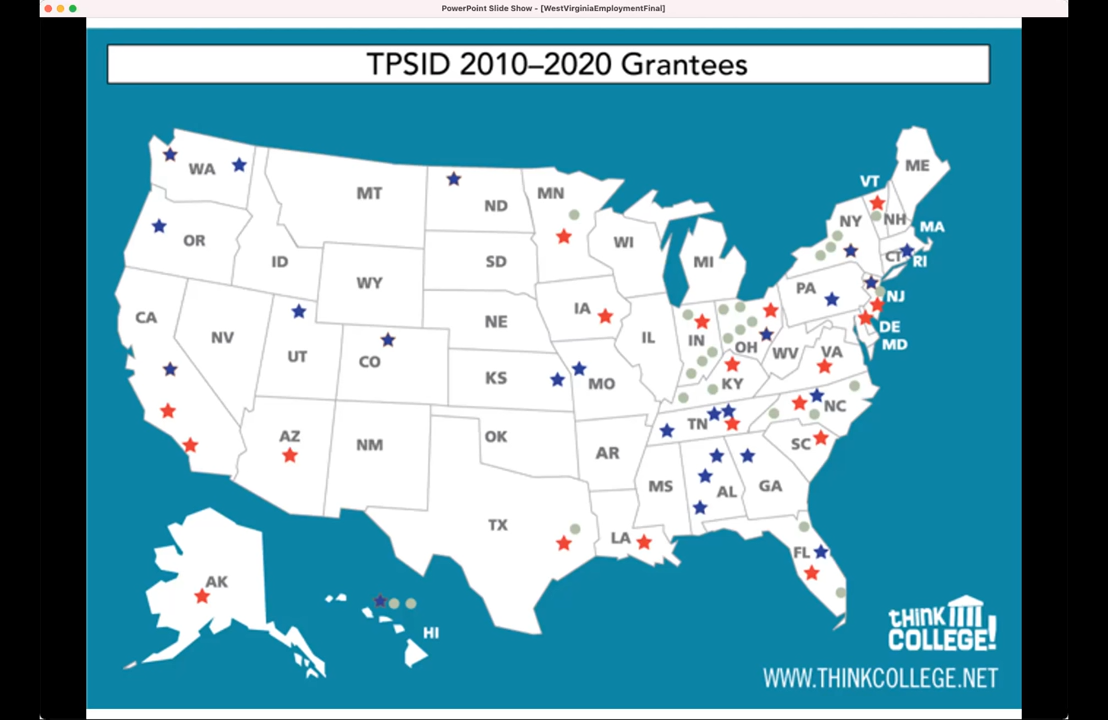 PowerPoint Slide Show - [WestVirginiaEmploymentFinal]
TPSID 2010–2020 Grantees
WA
MT
ND
MN
ME
VT
NH
NY
MA
OR
ID
SD
WI
MI
CT
RI
WY
IA
PA
NJ
CA
NV
UT
CO
NE
IL
IN
OH
DE
MD
WV
VA
KS
MO
KY
NC
TN
AZ
NM
OK
AR
SC
MS
AL
GA
TX
LA
FL
AK
HI
THINK
COLLEGE!
WWW.THINKCOLLEGE.NET